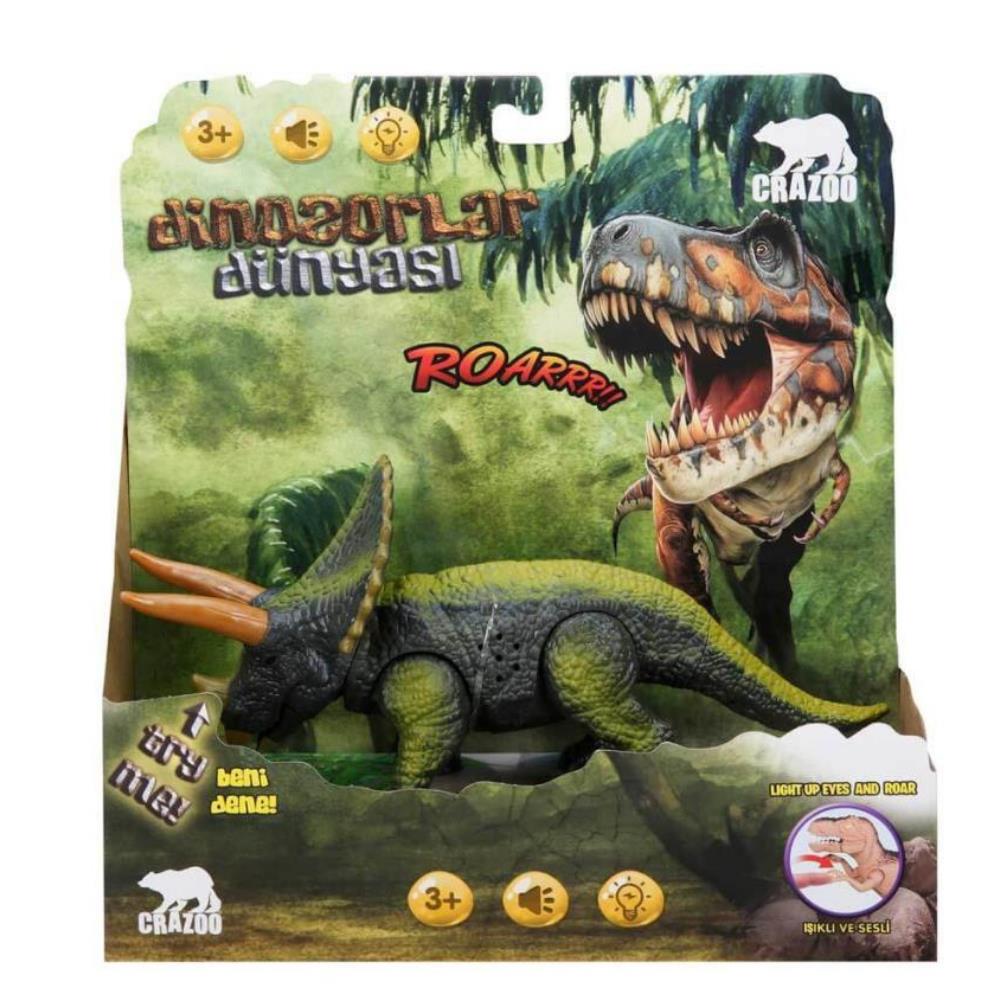 3+
CRAZOO
dinozorlar
dünyası
ROARRR!!
try
me!
beni
dene!
LIGHT UP EYES AND ROAR
CRAZOO
3+
IŞIKLI VE SESLİ